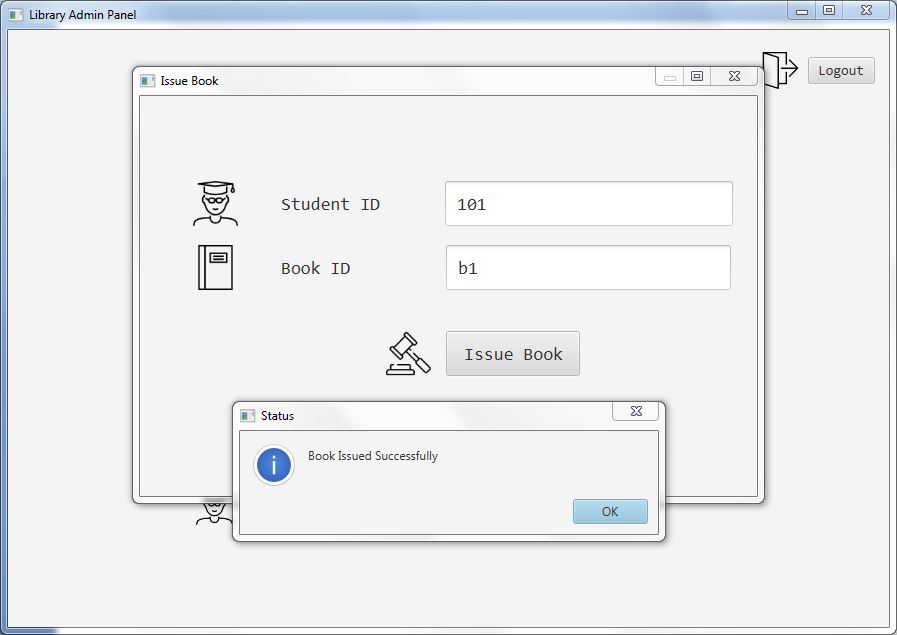 Library Admin Panel
Issue Book
Logout
Student ID
101
Book ID
b1
Issue Book
Status
i
Book Issued Successfully
OK